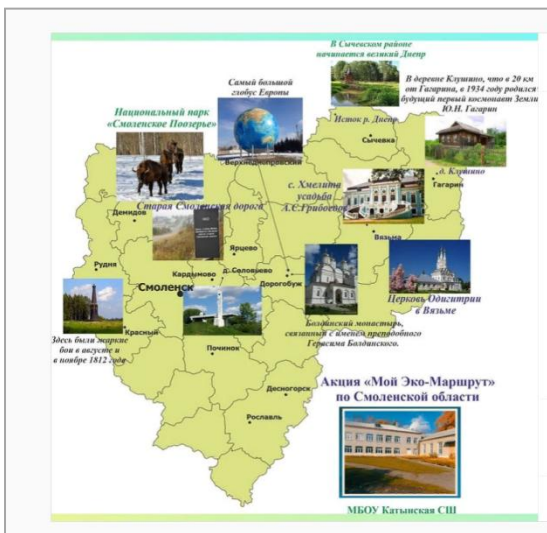 В Сычевском районе
начинается великий Днепр
Самый большой
глобус Европы
В деревне Клушино, что в 20 км
от Гагарина, в 1934 году родился
будущий первый космонавт Земли
Ю.Н. Гагарин
Национальный парк
«Смоленское Поозерье»
Исток р. Днепр
Сычевка
Верхнеднепровский
д. Клушино
Гагарин
с. Хмелита
усадьба
А.С.Грибоедов
Старая Смоленская дорога
Демидов
Вязьма
Ярцево
Рудня
Кардымово
д. Соловьево
Дорогобуж
Смоленск
Церковь Одигитрии
в Вязьме
Красный
Болдинский монастырь,
связанный с именем преподобного
Герасима Болдинского.
Здесь были жаркие
бои в августе и
в ноябре 1812 года
Починок
Акция «Мой Эко-Маршрут»
по Смоленской области
Десногорск
Рославль
МБОУ Катынская СШ